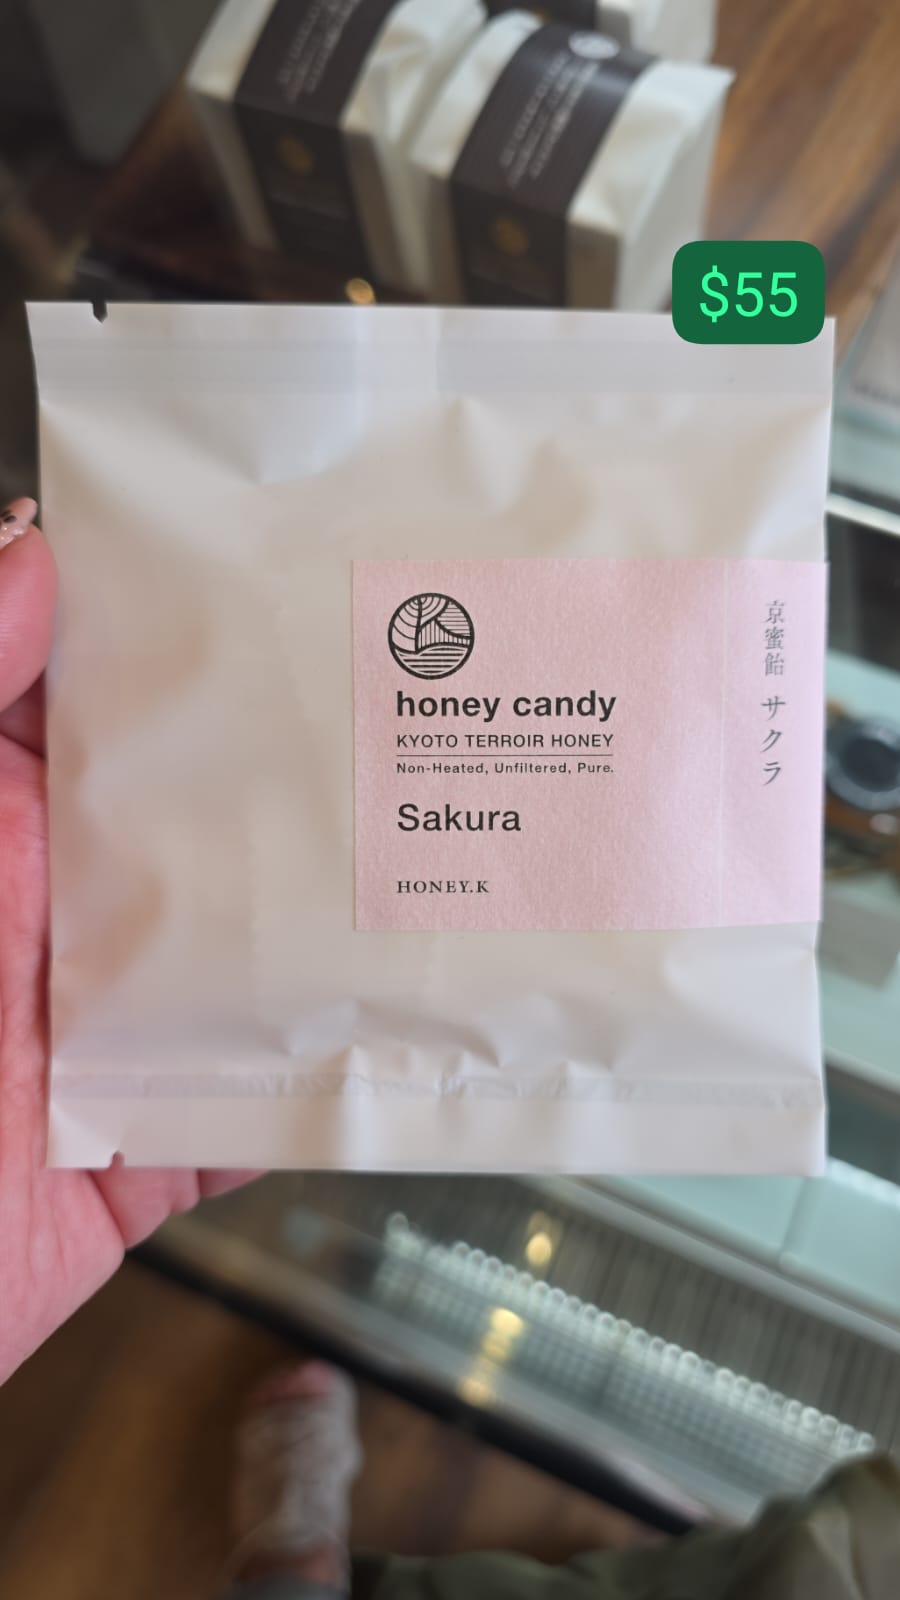 $55
honey candy
KYOTO TERROIR HONEY
Non-Heated, Unfiltered, Pure.
Sakura
HONEY.K
京蜜飴 サクラ